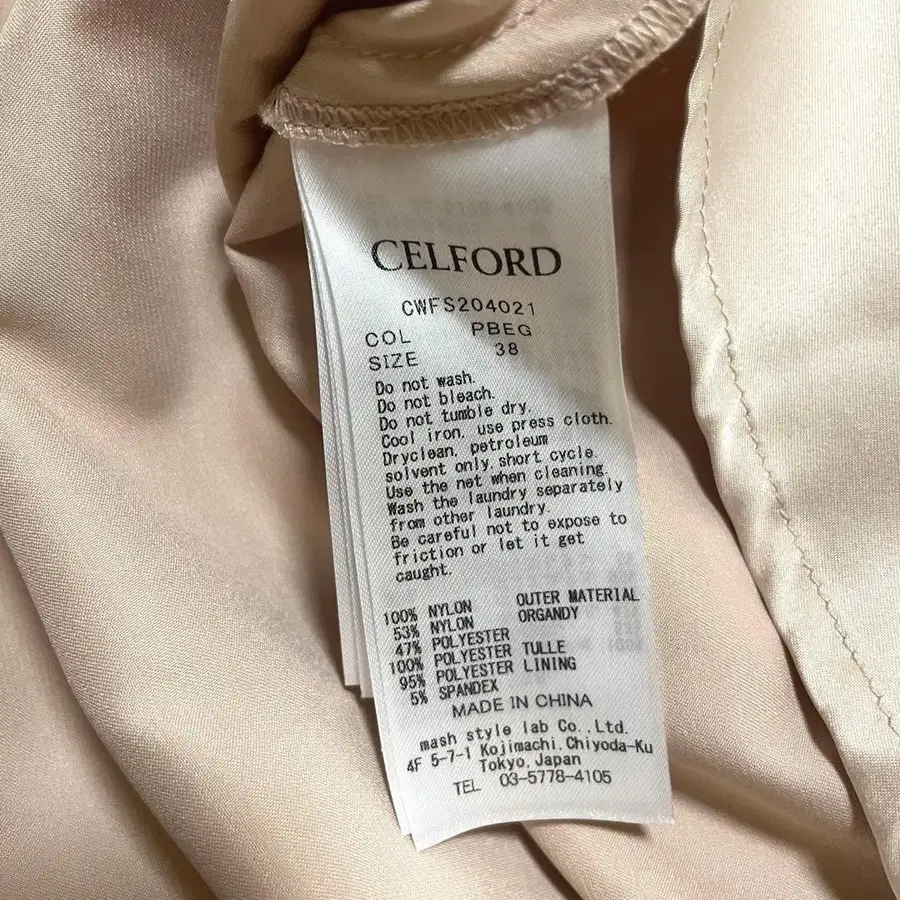 CELFORD
CWFS204021
COL PBEG
SIZE 38
Do not wash.
Do not bleach.
Do not tumble dry.
Cool iron, use press cloth.
Dryclean, petroleum
solvent only, short cycle.
Use the net when cleaning.
Wash the laundry separately
from other laundry.
Be careful not to expose to
friction or let it get
caught.
100% NYLON OUTER MATERIAL
53% NYLON ORGANDY
47% POLYESTER
100% POLYESTER TULLE
95% POLYESTER LINING
5% SPANDEX
MADE IN CHINA
mash style lab Co., Ltd.
4F 5-7-1 Kojimachi, Chiyoda-Ku
Tokyo, Japan
TEL 03-5778-4105